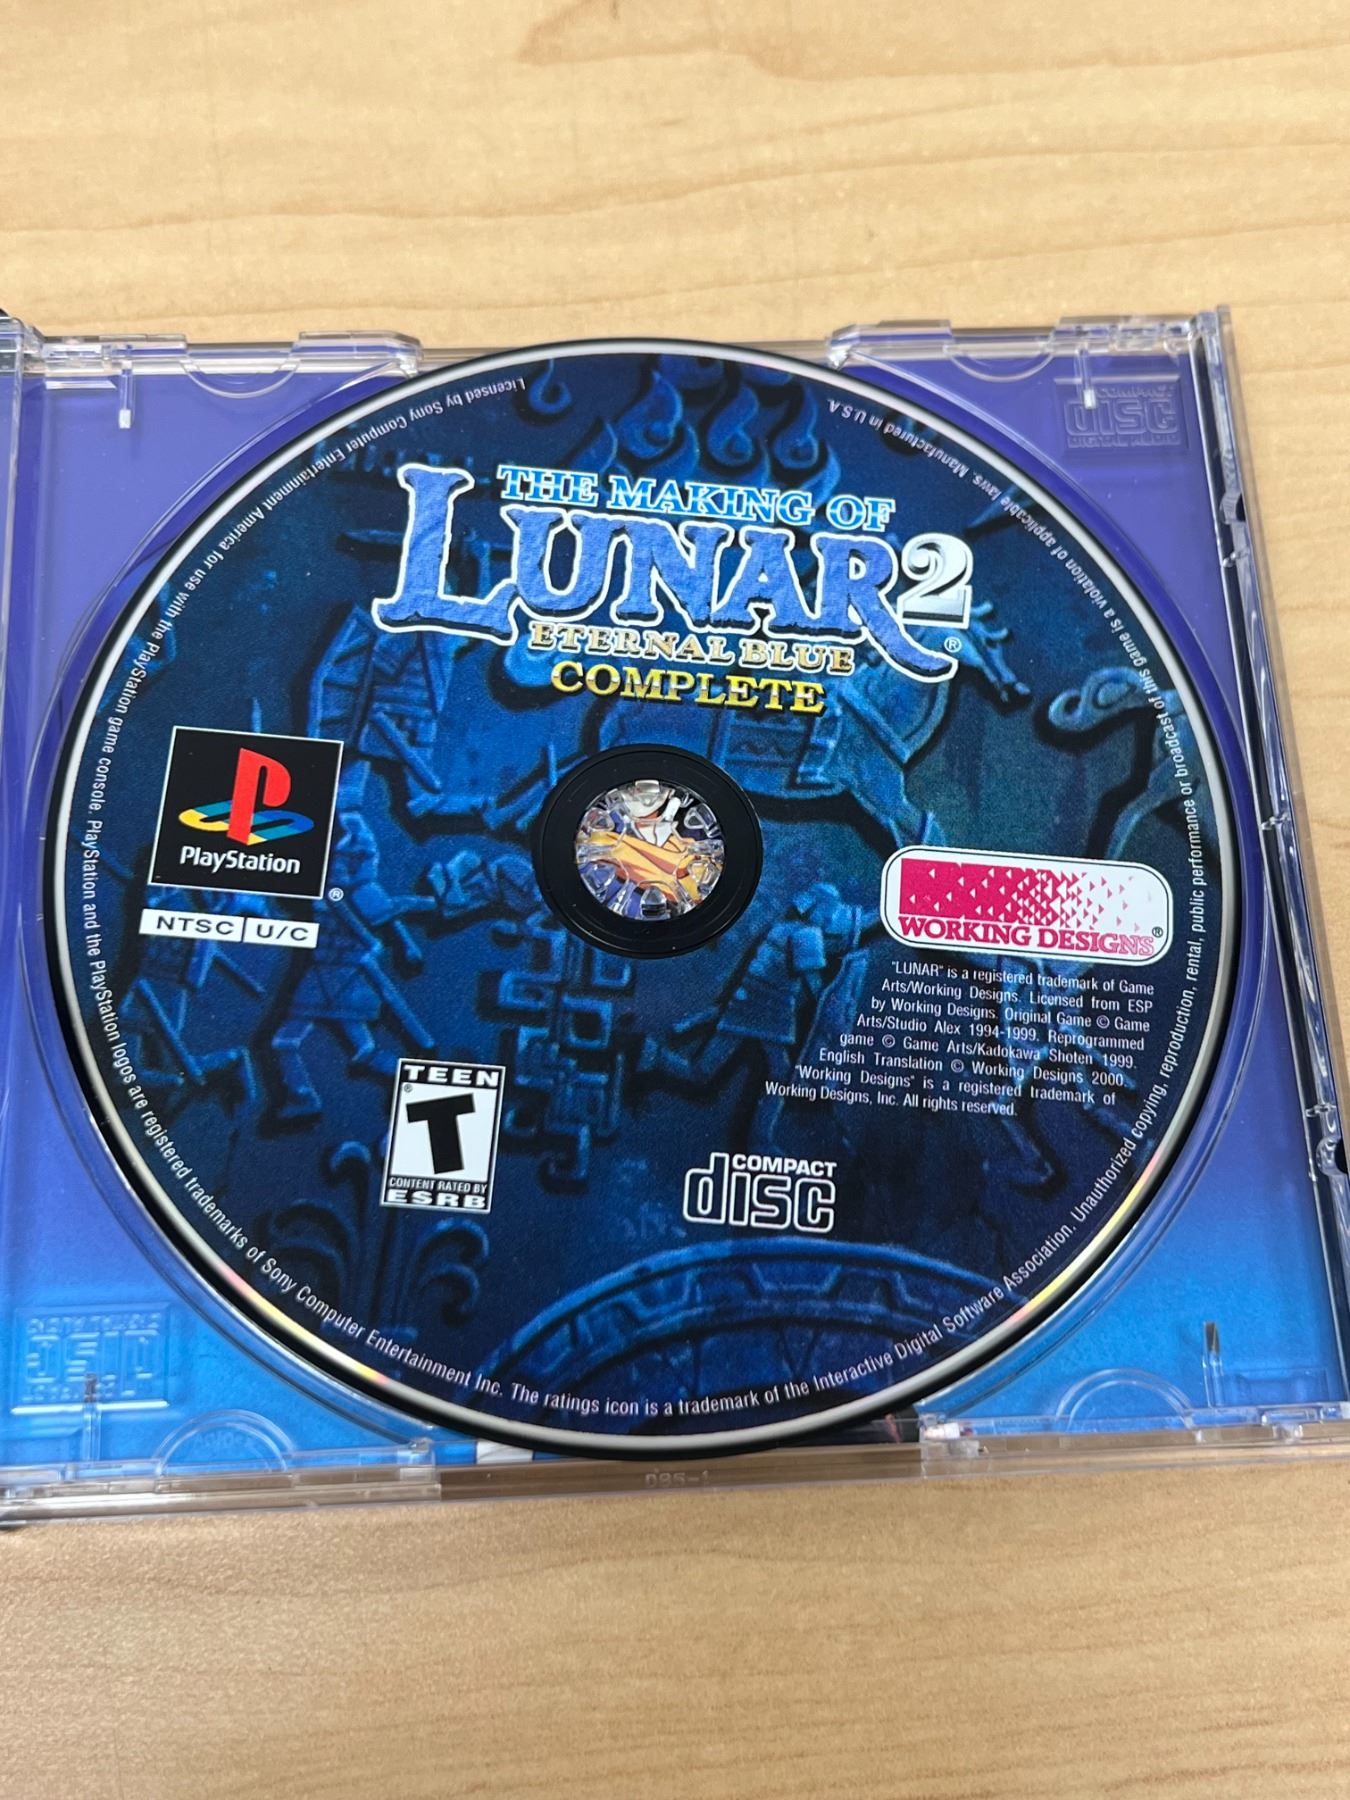 THE MAKING OF
LUNAR2
ETERNAL BLUE ®
COMPLETE
PlayStation
®
NTSC U/C
WORKING DESIGNS®
"LUNAR" is a registered trademark of Game
Arts/Working Designs. Licensed from ESP
by Working Designs. Original Game © Game
Arts/Studio Alex 1994-1999. Reprogrammed
game © Game Arts/Kadokawa Shoten 1999.
English Translation © Working Designs 2000.
"Working Designs" is a registered trademark of
Working Designs, Inc. All rights reserved.
TEEN
T
®
CONTENT RATED BY
ESRB
COMPACT
disc
Licensed by Sony Computer Entertainment America for use with the PlayStation game console. PlayStation and the PlayStation logos are registered trademarks of Sony Computer Entertainment Inc. The ratings icon is a trademark of the Interactive Digital Software Association. Unauthorized copying, reproduction, rental, public performance or broadcast of this game is a violation of applicable laws. Manufactured in U.S.A.
COMPACT
disc
DIGITAL AUDIO
COMPACT
disc